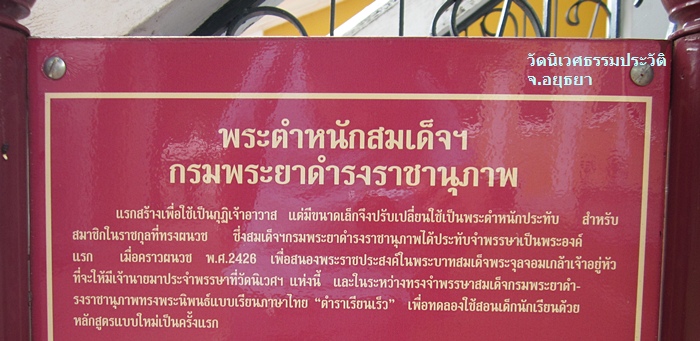 วัดนิเวศธรรมประวัติ
จ.อยุธยา
พระตำหนักสมเด็จฯ
กรมพระยาดำรงราชานุภาพ
แรกสร้างเพื่อใช้เป็นกุฏิเจ้าอาวาส แต่มีขนาดเล็กจึงปรับเปลี่ยนใช้เป็นพระตำหนักประทับ สำหรับ
สมาชิกในราชกุลที่ทรงผนวช ซึ่งสมเด็จฯกรมพระยาดำรงราชานุภาพได้ประทับจำพรรษาเป็นพระองค์
แรก เมื่อคราวผนวช พ.ศ.2426 เพื่อสนองพระราชประสงค์ในพระบาทสมเด็จพระจุลจอมเกล้าเจ้าอยู่หัว
ที่จะให้มีเจ้านายมาประจำพรรษาที่วัดนิเวศฯ แห่งนี้ และในระหว่างทรงจำพรรษาสมเด็จกรมพระยาดำ-
รงราชานุภาพทรงพระนิพนธ์แบบเรียนภาษาไทย “ตำราเรียนเร็ว” เพื่อทดลองใช้สอนเด็กนักเรียนด้วย
หลักสูตรแบบใหม่เป็นครั้งแรก